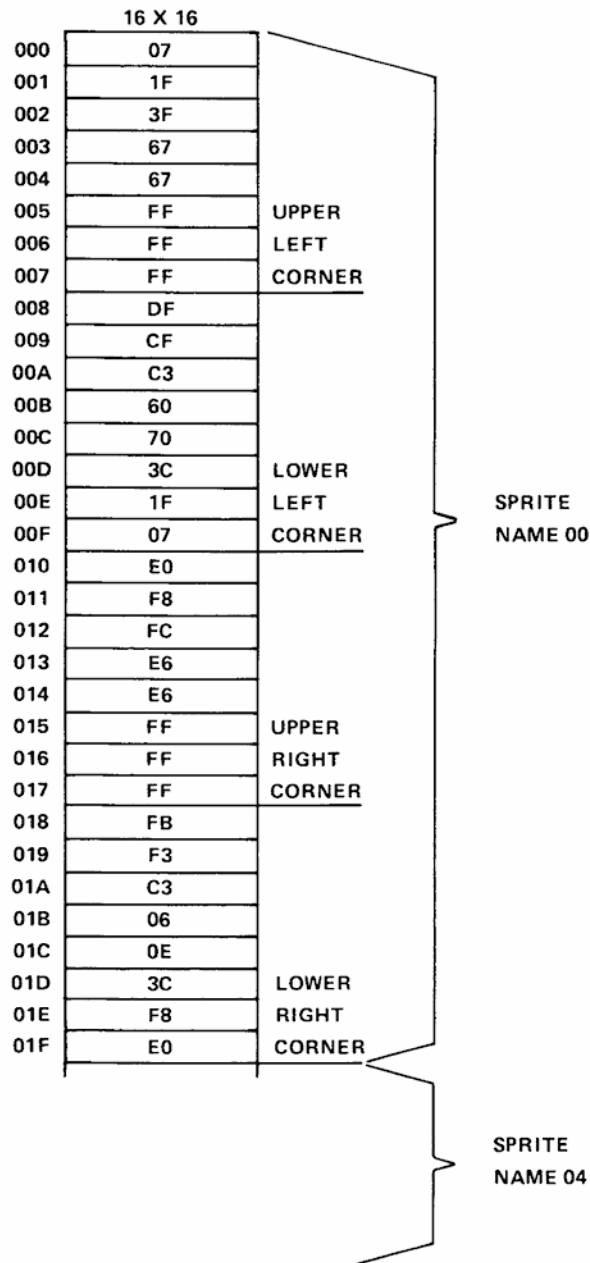 16 X 16
000 07
001 1F
002 3F
003 67
004 67
005 FF UPPER
006 FF LEFT
007 FF CORNER
008 DF
009 CF
00A C3
00B 60
00C 70
00D 3C LOWER
00E 1F LEFT SPRITE
00F 07 CORNER NAME 00
010 E0
011 F8
012 FC
013 E6
014 E6
015 FF UPPER
016 FF RIGHT
017 FF CORNER
018 FB
019 F3
01A C3
01B 06
01C 0E
01D 3C LOWER
01E F8 RIGHT
01F E0 CORNER
SPRITE
NAME 04